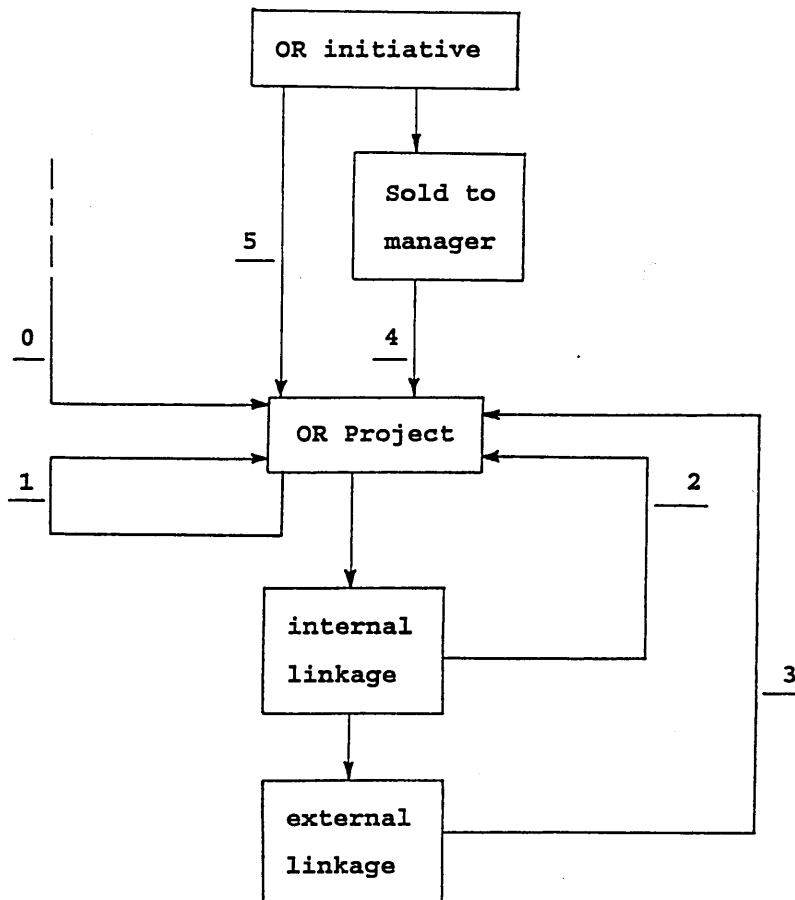 OR initiative
Sold to
manager
5
0
4
OR Project
1
2
internal
linkage
3
external
linkage